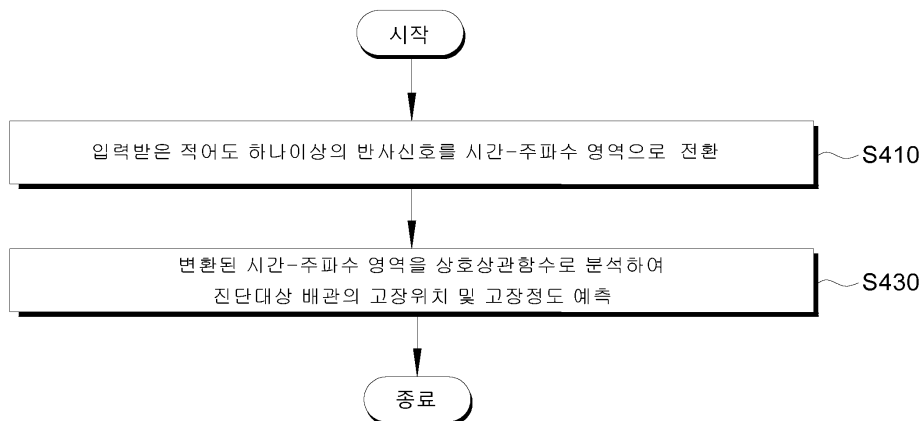 시작
입력받은 적어도 하나이상의 반사신호를 시간-주파수 영역으로 전환
S410
변환된 시간-주파수 영역을 상호상관함수로 분석하여
진단대상 배관의 고장위치 및 고장정도 예측
S430
종료